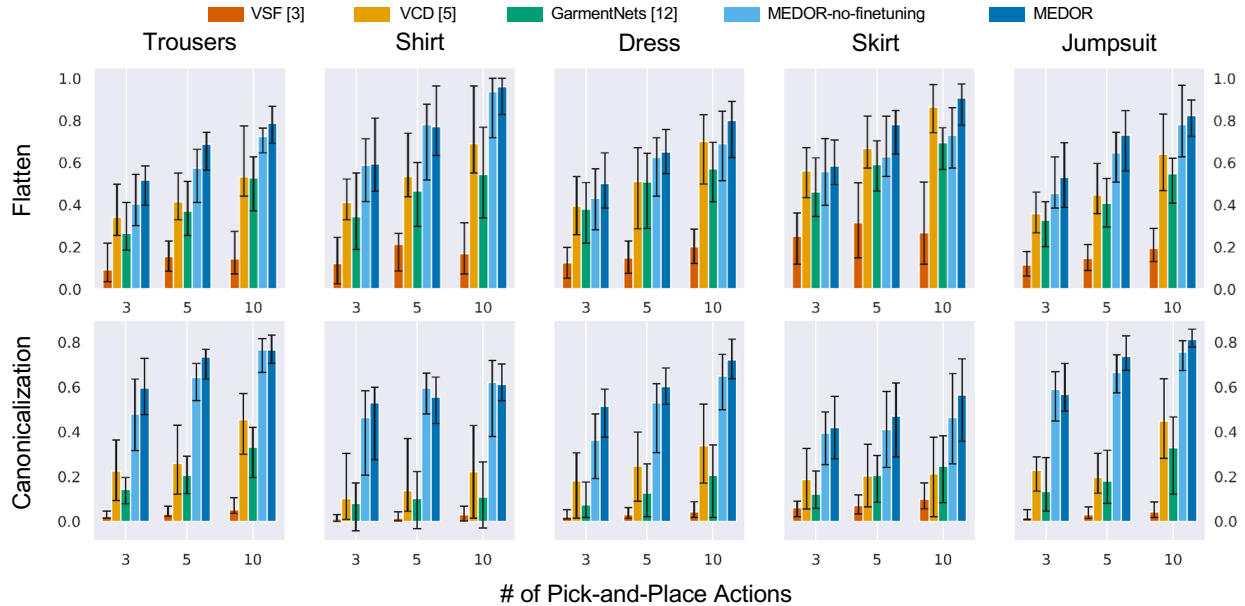 VSF [3] VCD [5] GarmentNets [12] MEDOR-no-finetuning MEDOR
Trousers Shirt Dress Skirt Jumpsuit
Flatten
1.0 1.0
0.8 0.8
0.6 0.6
0.4 0.4
0.2 0.2
0.0 0.0
3 5 10 3 5 10 3 5 10 3 5 10 3 5 10
Canonicalization
0.8 0.8
0.6 0.6
0.4 0.4
0.2 0.2
0.0 0.0
3 5 10 3 5 10 3 5 10 3 5 10 3 5 10
# of Pick-and-Place Actions